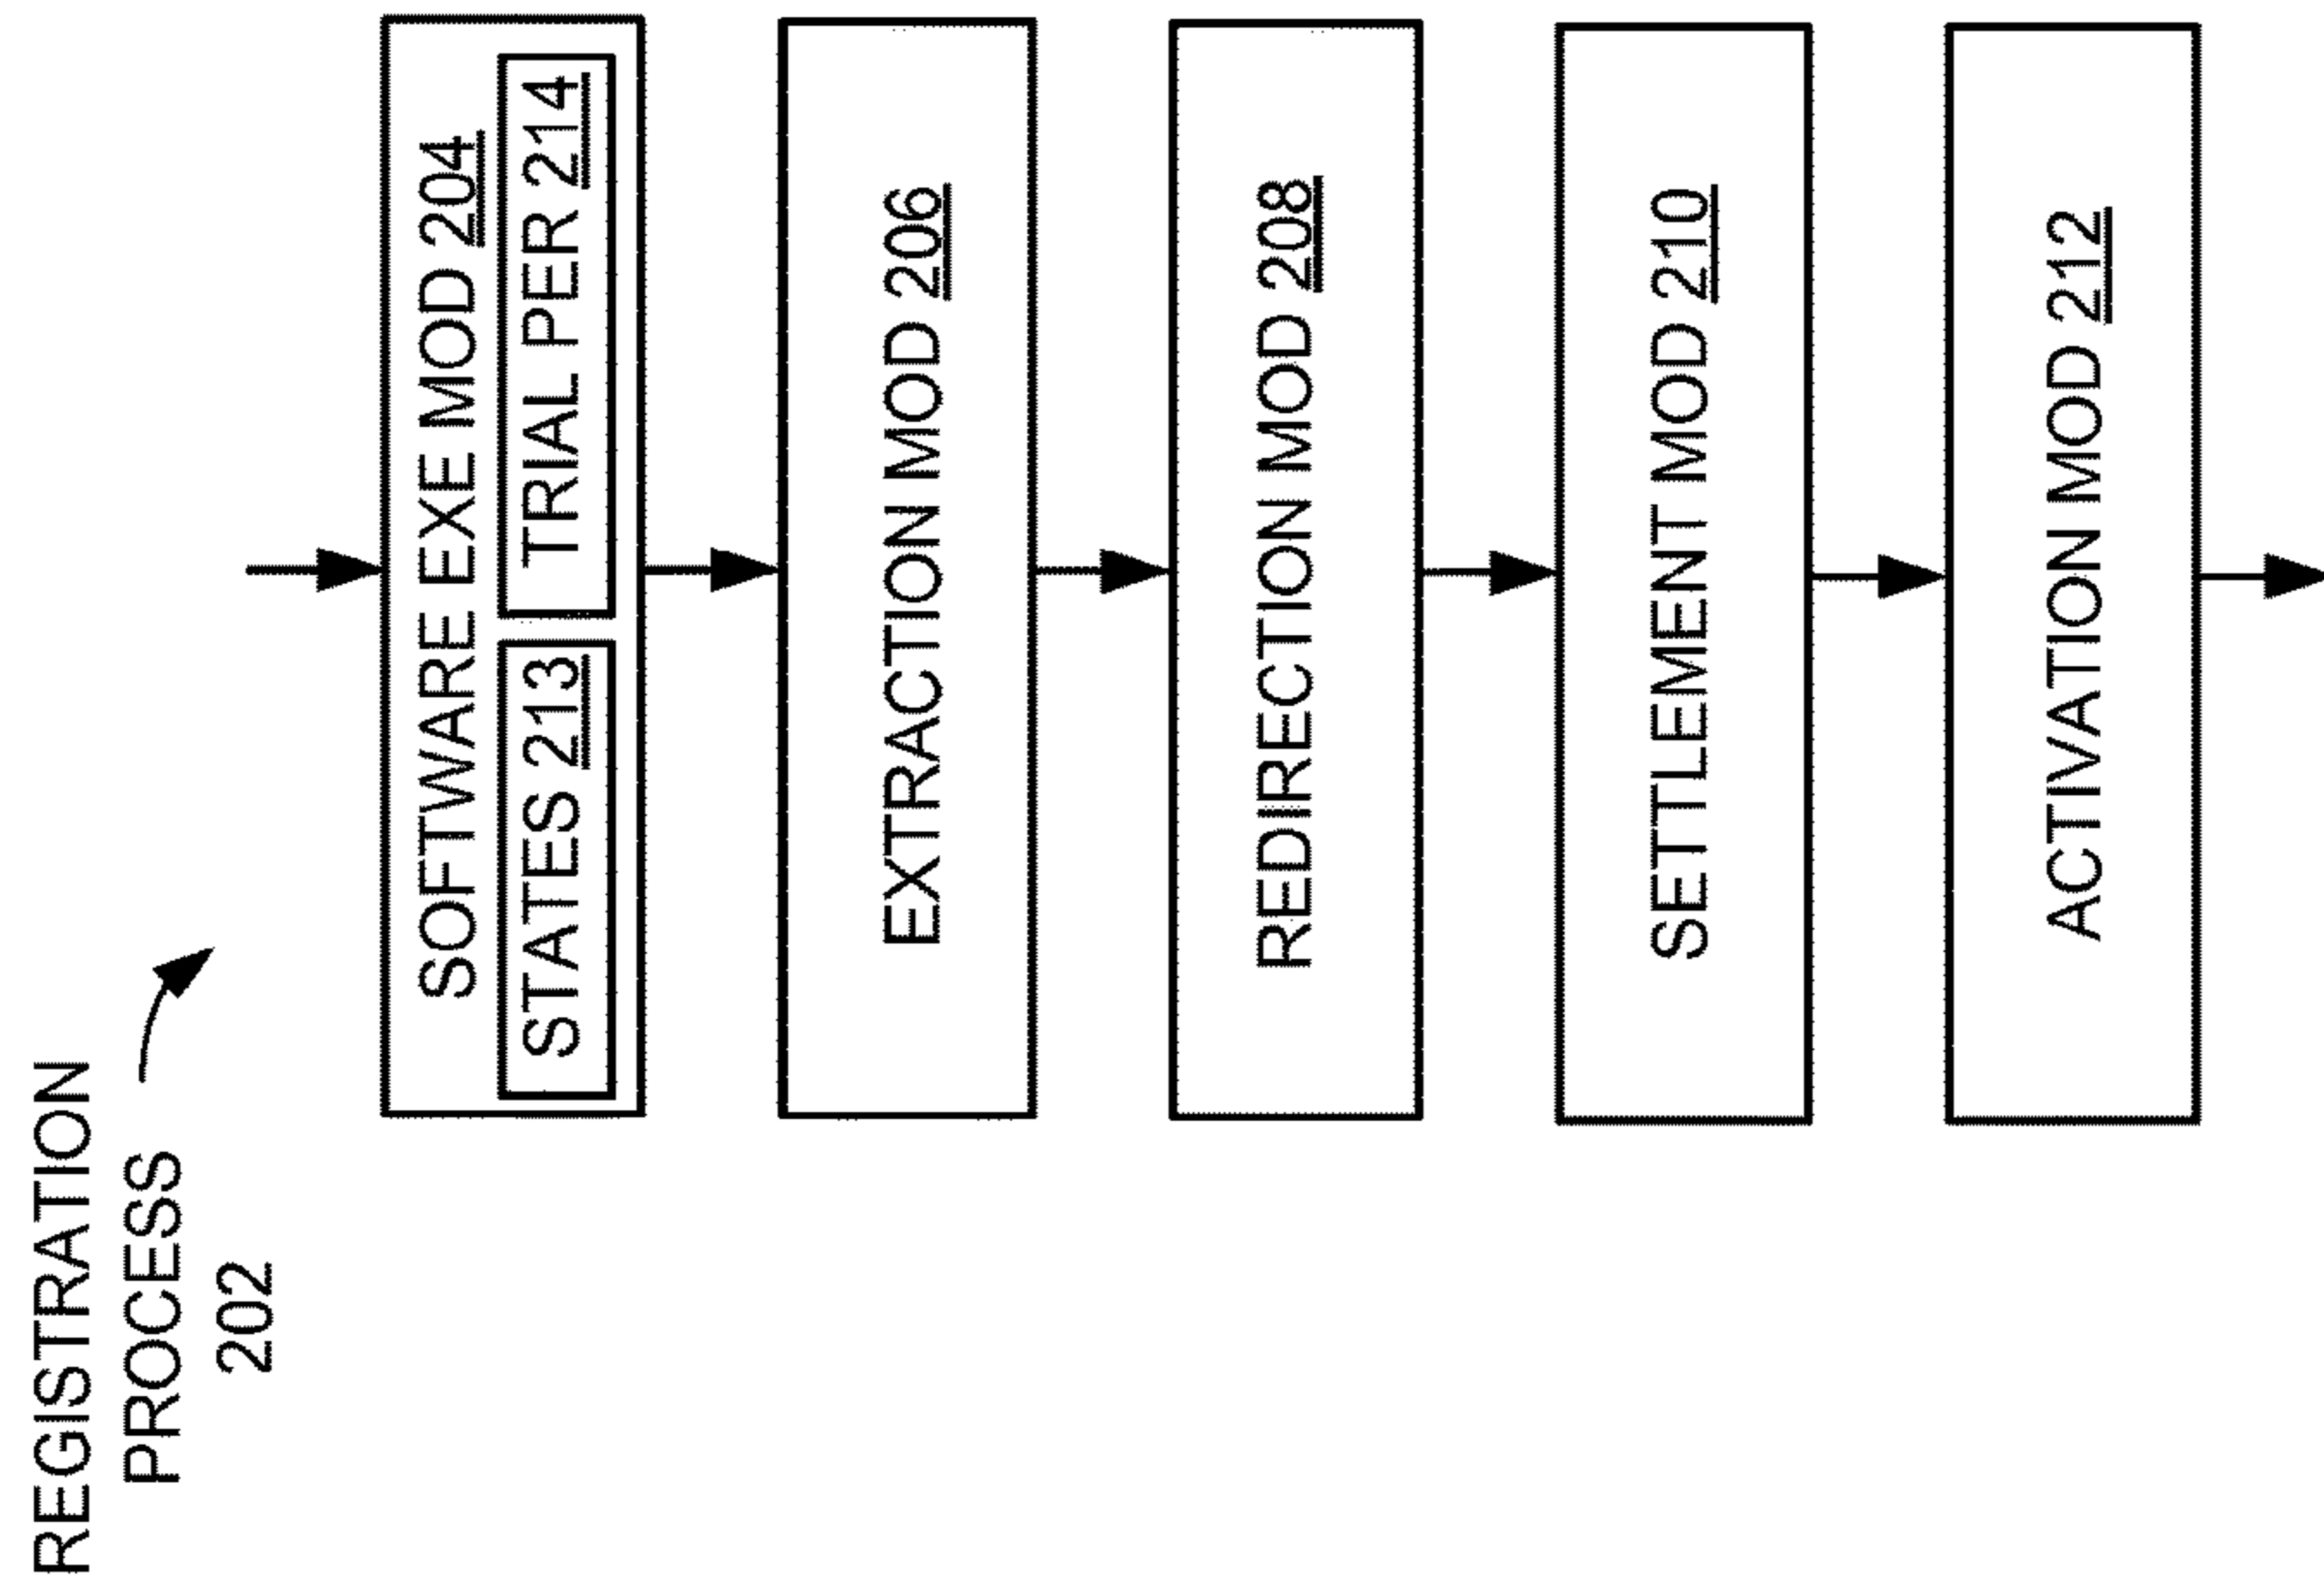 REGISTRATION
PROCESS
202
SOFTWARE EXE MOD 204
STATES 213
TRIAL PER 214
EXTRACTION MOD 206
REDIRECTION MOD 208
SETTLEMENT MOD 210
ACTIVATION MOD 212